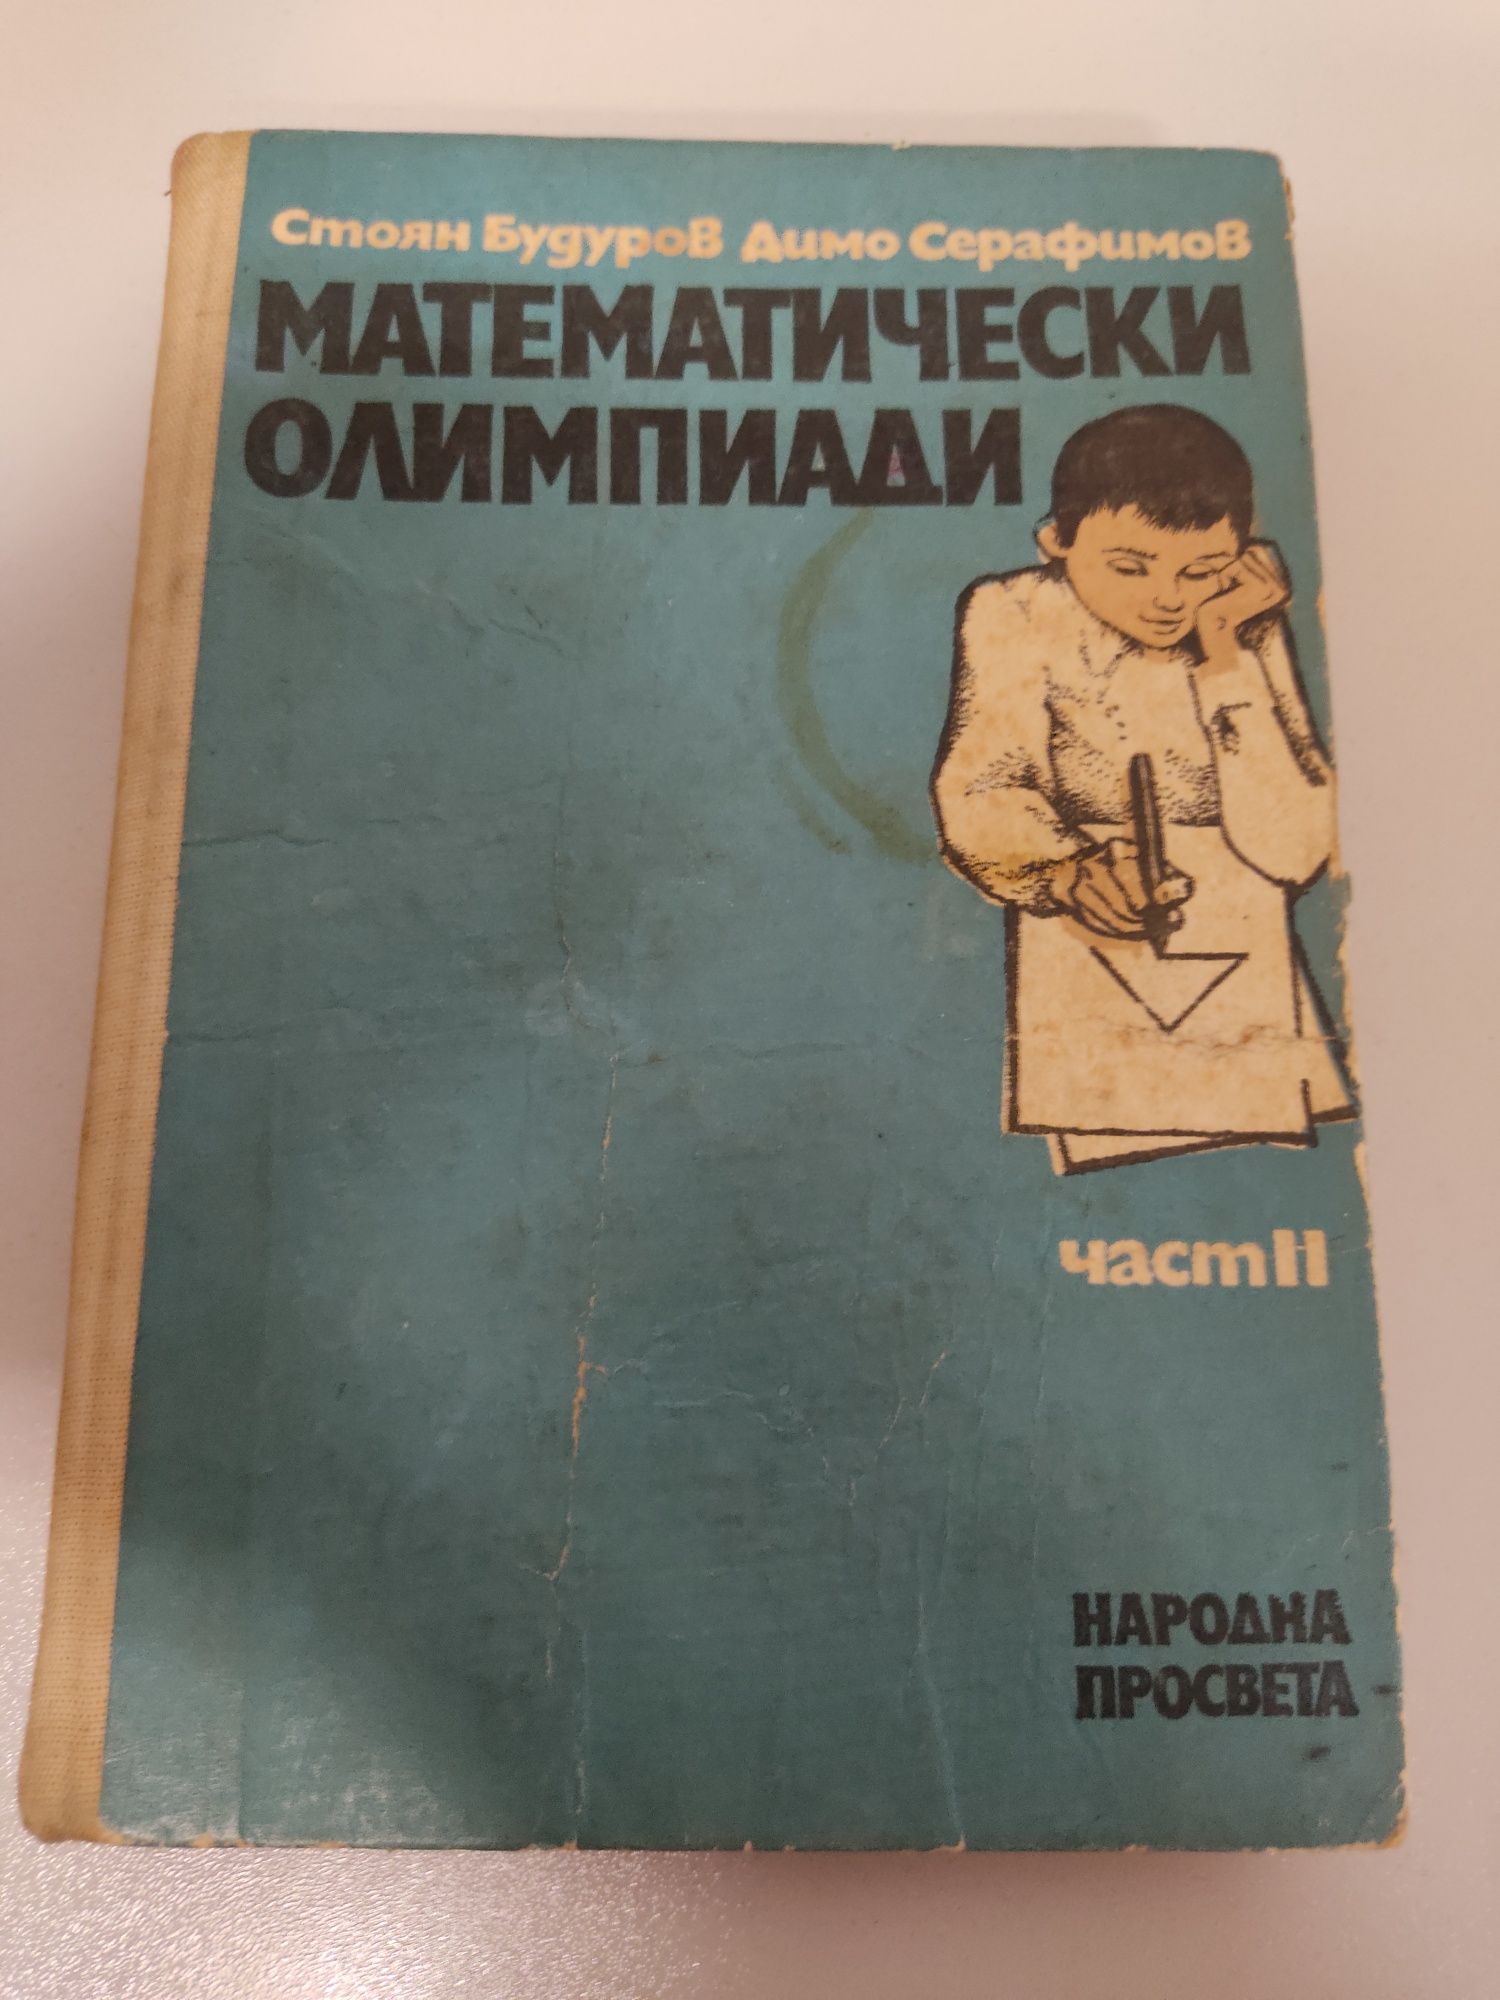 Стоян Будуров Димо Серафимов
МАТЕМАТИЧЕСКИ
ОЛИМПИАДИ
част II
НАРОДНА
ПРОСВЕТА